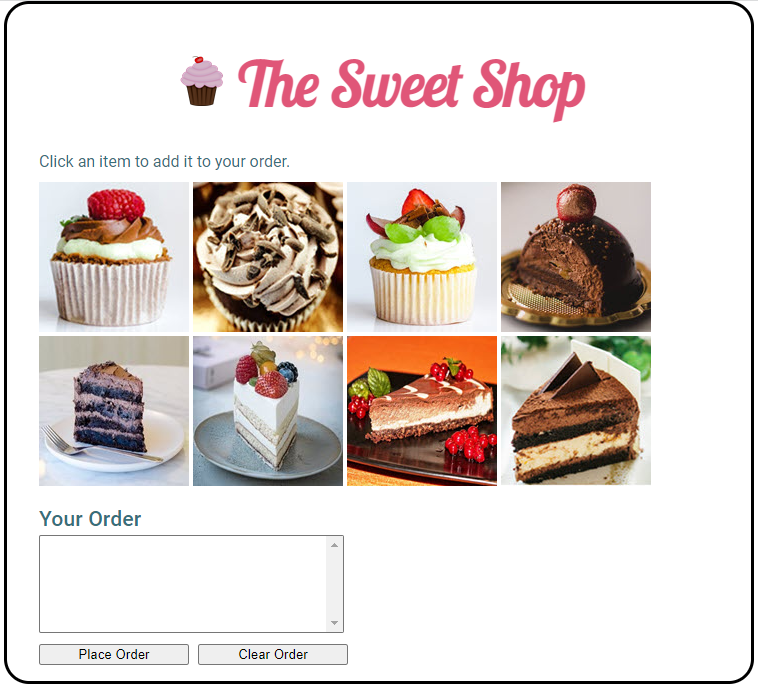 The Sweet Shop
Click an item to add it to your order.
Your Order
Place Order
Clear Order